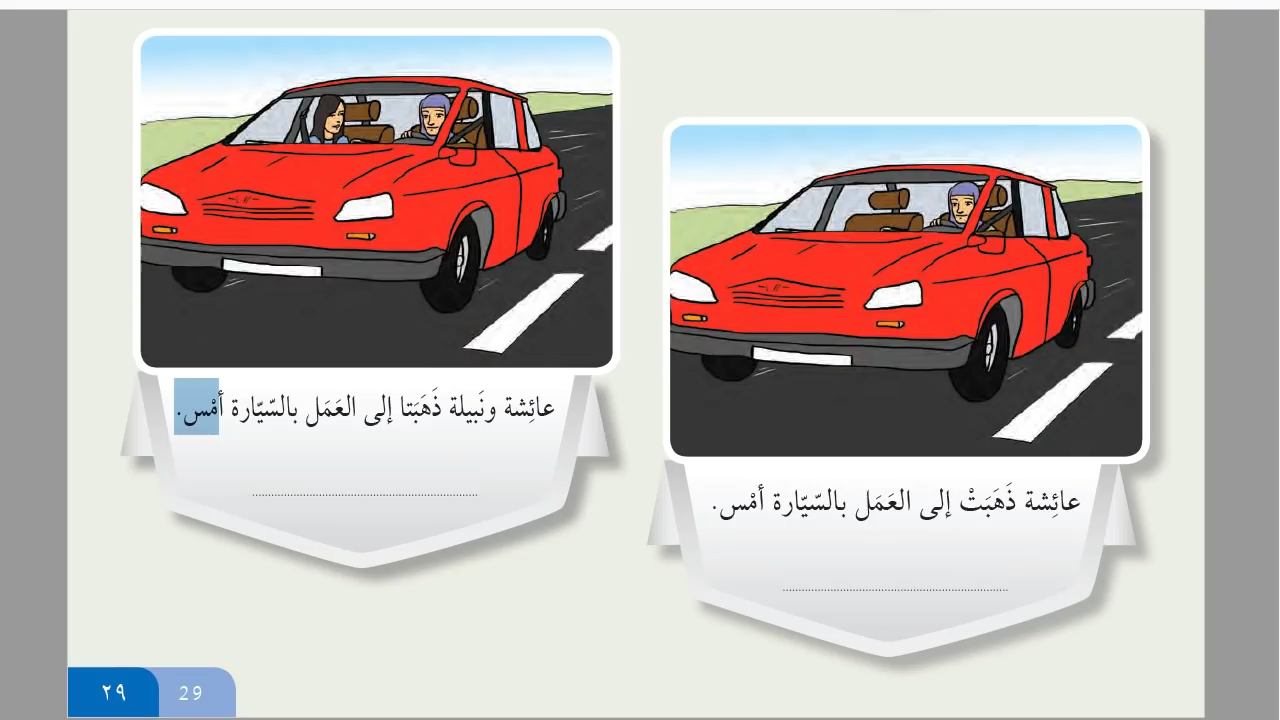 عائِشة ذَهَبَتْ إلى العَمَل بالسّيّارة أمْس.
عائِشة ونَبيلة ذَهَبَتا إلى العَمَل بالسّيّارة أمْس.
٢٩ 29